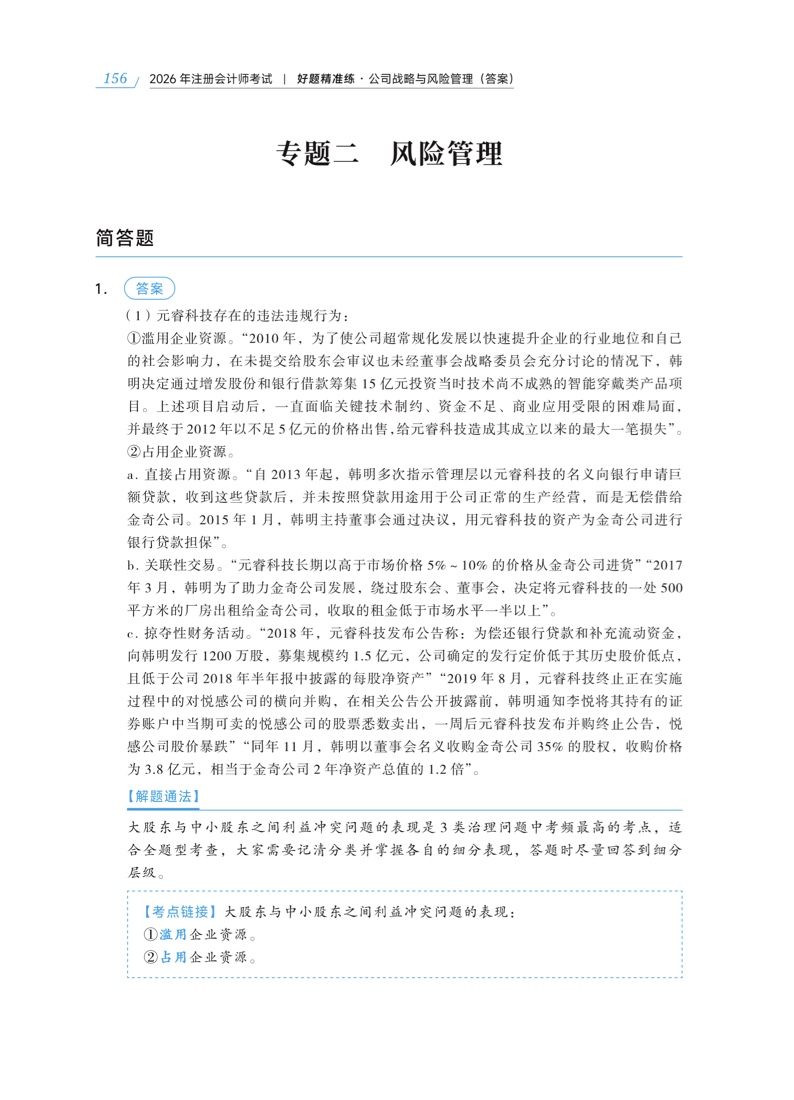 156 2026 年注册会计师考试 | 好题精准练·公司战略与风险管理（答案）
专题二 风险管理
简答题
1. 答案
（1）元睿科技存在的违法违规行为：
①滥用企业资源。“2010 年，为了使公司超常规化发展以快速提升企业的行业地位和自己
的社会影响力，在未提交给股东会审议也未经董事会战略委员会充分讨论的情况下，韩
明决定通过增发股份和银行借款筹集 15 亿元投资当时技术尚不成熟的智能穿戴类产品项
目。上述项目启动后，一直面临关键技术制约、资金不足、商业应用受限的困难局面，
并最终于 2012 年以不足 5 亿元的价格出售，给元睿科技造成其成立以来的最大一笔损失”。
②占用企业资源。
a. 直接占用资源。“自 2013 年起，韩明多次指示管理层以元睿科技的名义向银行申请巨
额贷款，收到这些贷款后，并未按照贷款用途用于公司正常的生产经营，而是无偿借给
金奇公司。2015 年 1 月，韩明主持董事会通过决议，用元睿科技的资产为金奇公司进行
银行贷款担保”。
b. 关联性交易。“元睿科技长期以高于市场价格 5% ~ 10% 的价格从金奇公司进货”“2017
年 3 月，韩明为了助力金奇公司发展，绕过股东会、董事会，决定将元睿科技的一处 500
平方米的厂房出租给金奇公司，收取的租金低于市场水平一半以上”。
c. 掠夺性财务活动。“2018 年，元睿科技发布公告称：为偿还银行贷款和补充流动资金，
向韩明发行 1200 万股，募集规模约 1.5 亿元，公司确定的发行定价低于其历史股价低点，
且低于公司 2018 年半年报中披露的每股净资产”“2019 年 8 月，元睿科技终止正在实施
过程中的对悦感公司的横向并购，在相关公告公开披露前，韩明通知李悦将其持有的证
券账户中当期可卖的悦感公司的股票悉数卖出，一周后元睿科技发布并购终止公告，悦
感公司股价暴跌”“同年 11 月，韩明以董事会名义收购金奇公司 35% 的股权，收购价格
为 3.8 亿元，相当于金奇公司 2 年净资产总值的 1.2 倍”。
【解题通法】
大股东与中小股东之间利益冲突问题的表现是 3 类治理问题中考频最高的考点，适
合全题型考查，大家需要记清分类并掌握各自的细分表现，答题时尽量回答到细分
层级。
【考点链接】大股东与中小股东之间利益冲突问题的表现：
①滥用企业资源。
②占用企业资源。